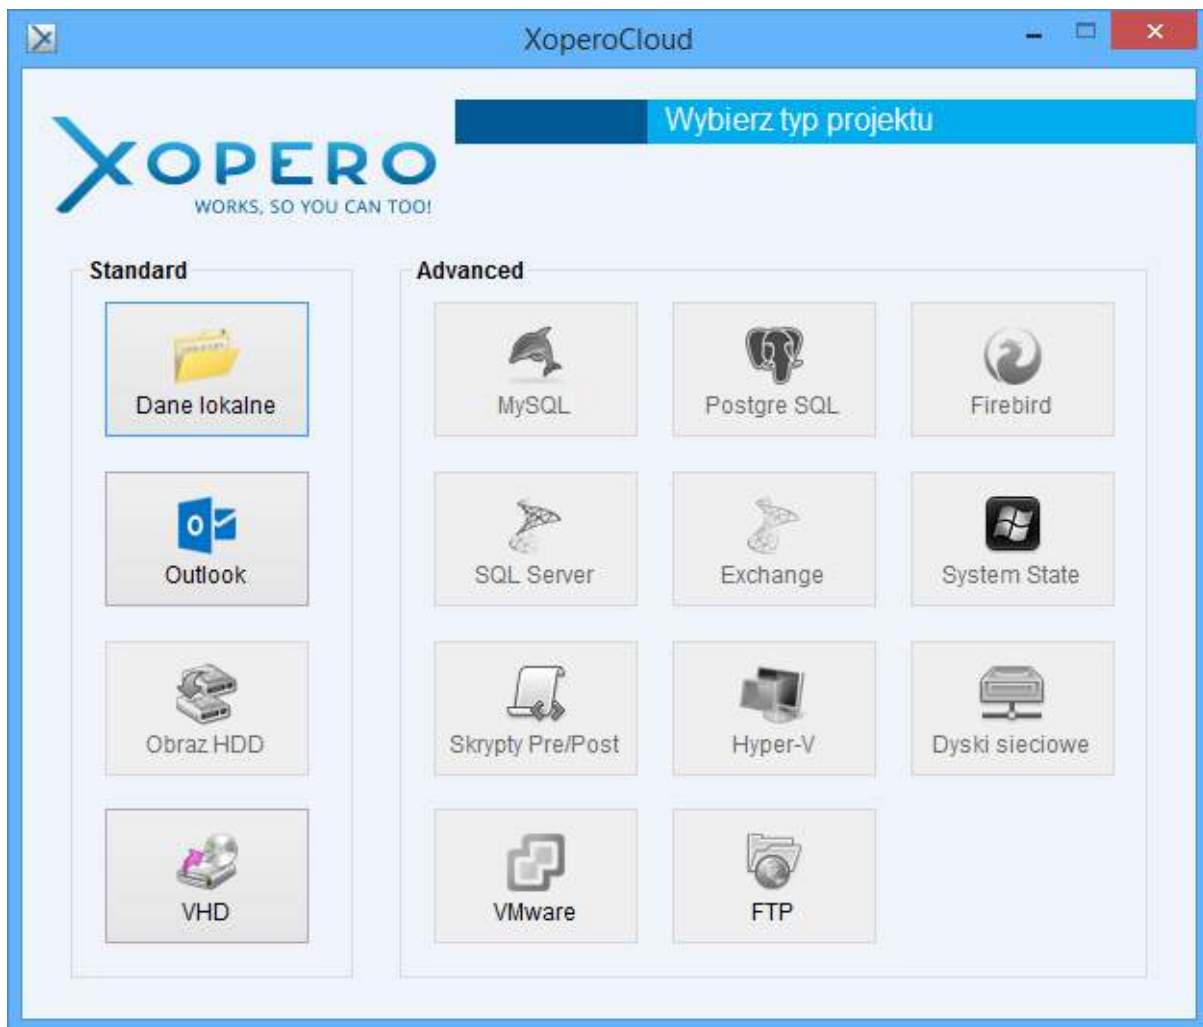 XoperoCloud
Wybierz typ projektu
XOPERO
WORKS, SO YOU CAN TOO!
Standard
Dane lokalne
Outlook
Obraz HDD
VHD
Advanced
MySQL
Postgre SQL
Firebird
SQL Server
Exchange
System State
Skrypty Pre/Post
Hyper-V
Dyski sieciowe
VMware
FTP